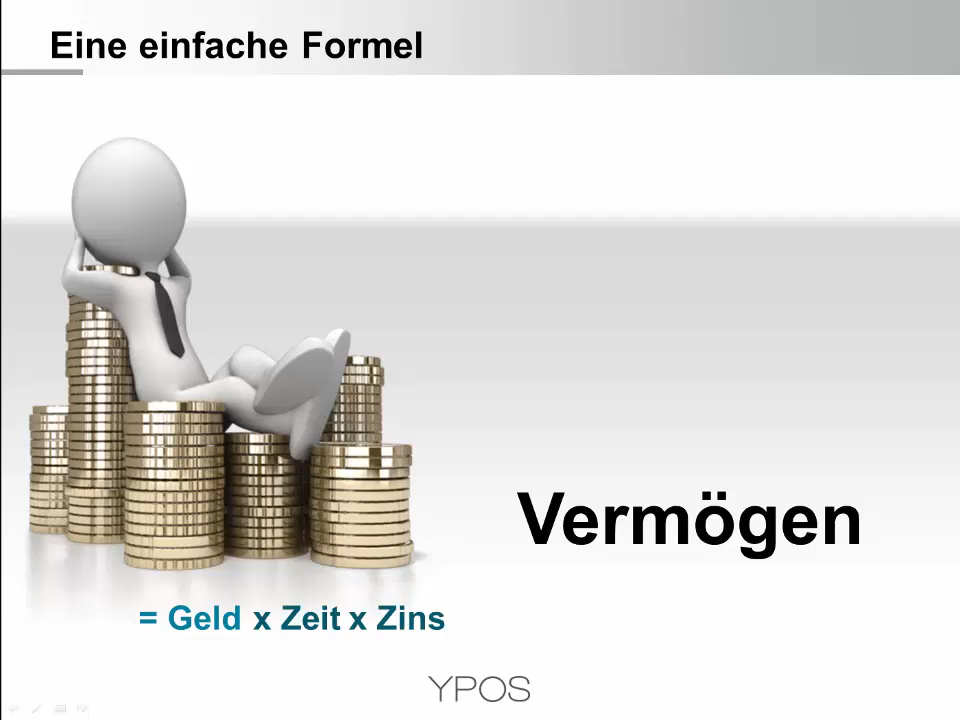 Eine einfache Formel
Vermögen
= Geld x Zeit x Zins
YPOS